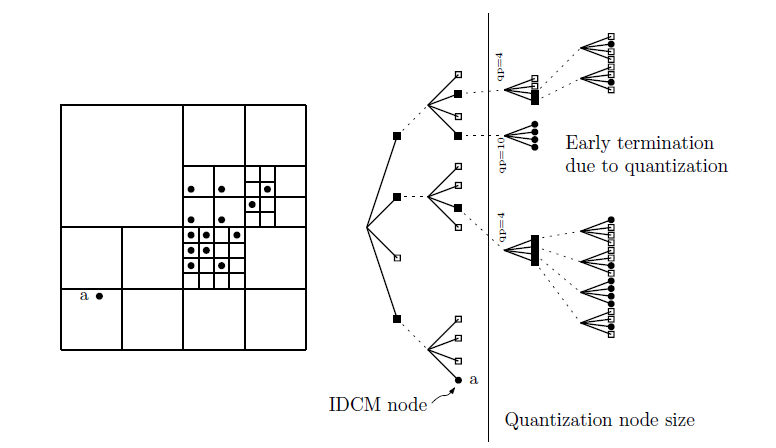 a
qp=4
Early termination
due to quantization
qp=10
qp=4
a
IDCM node
Quantization node size